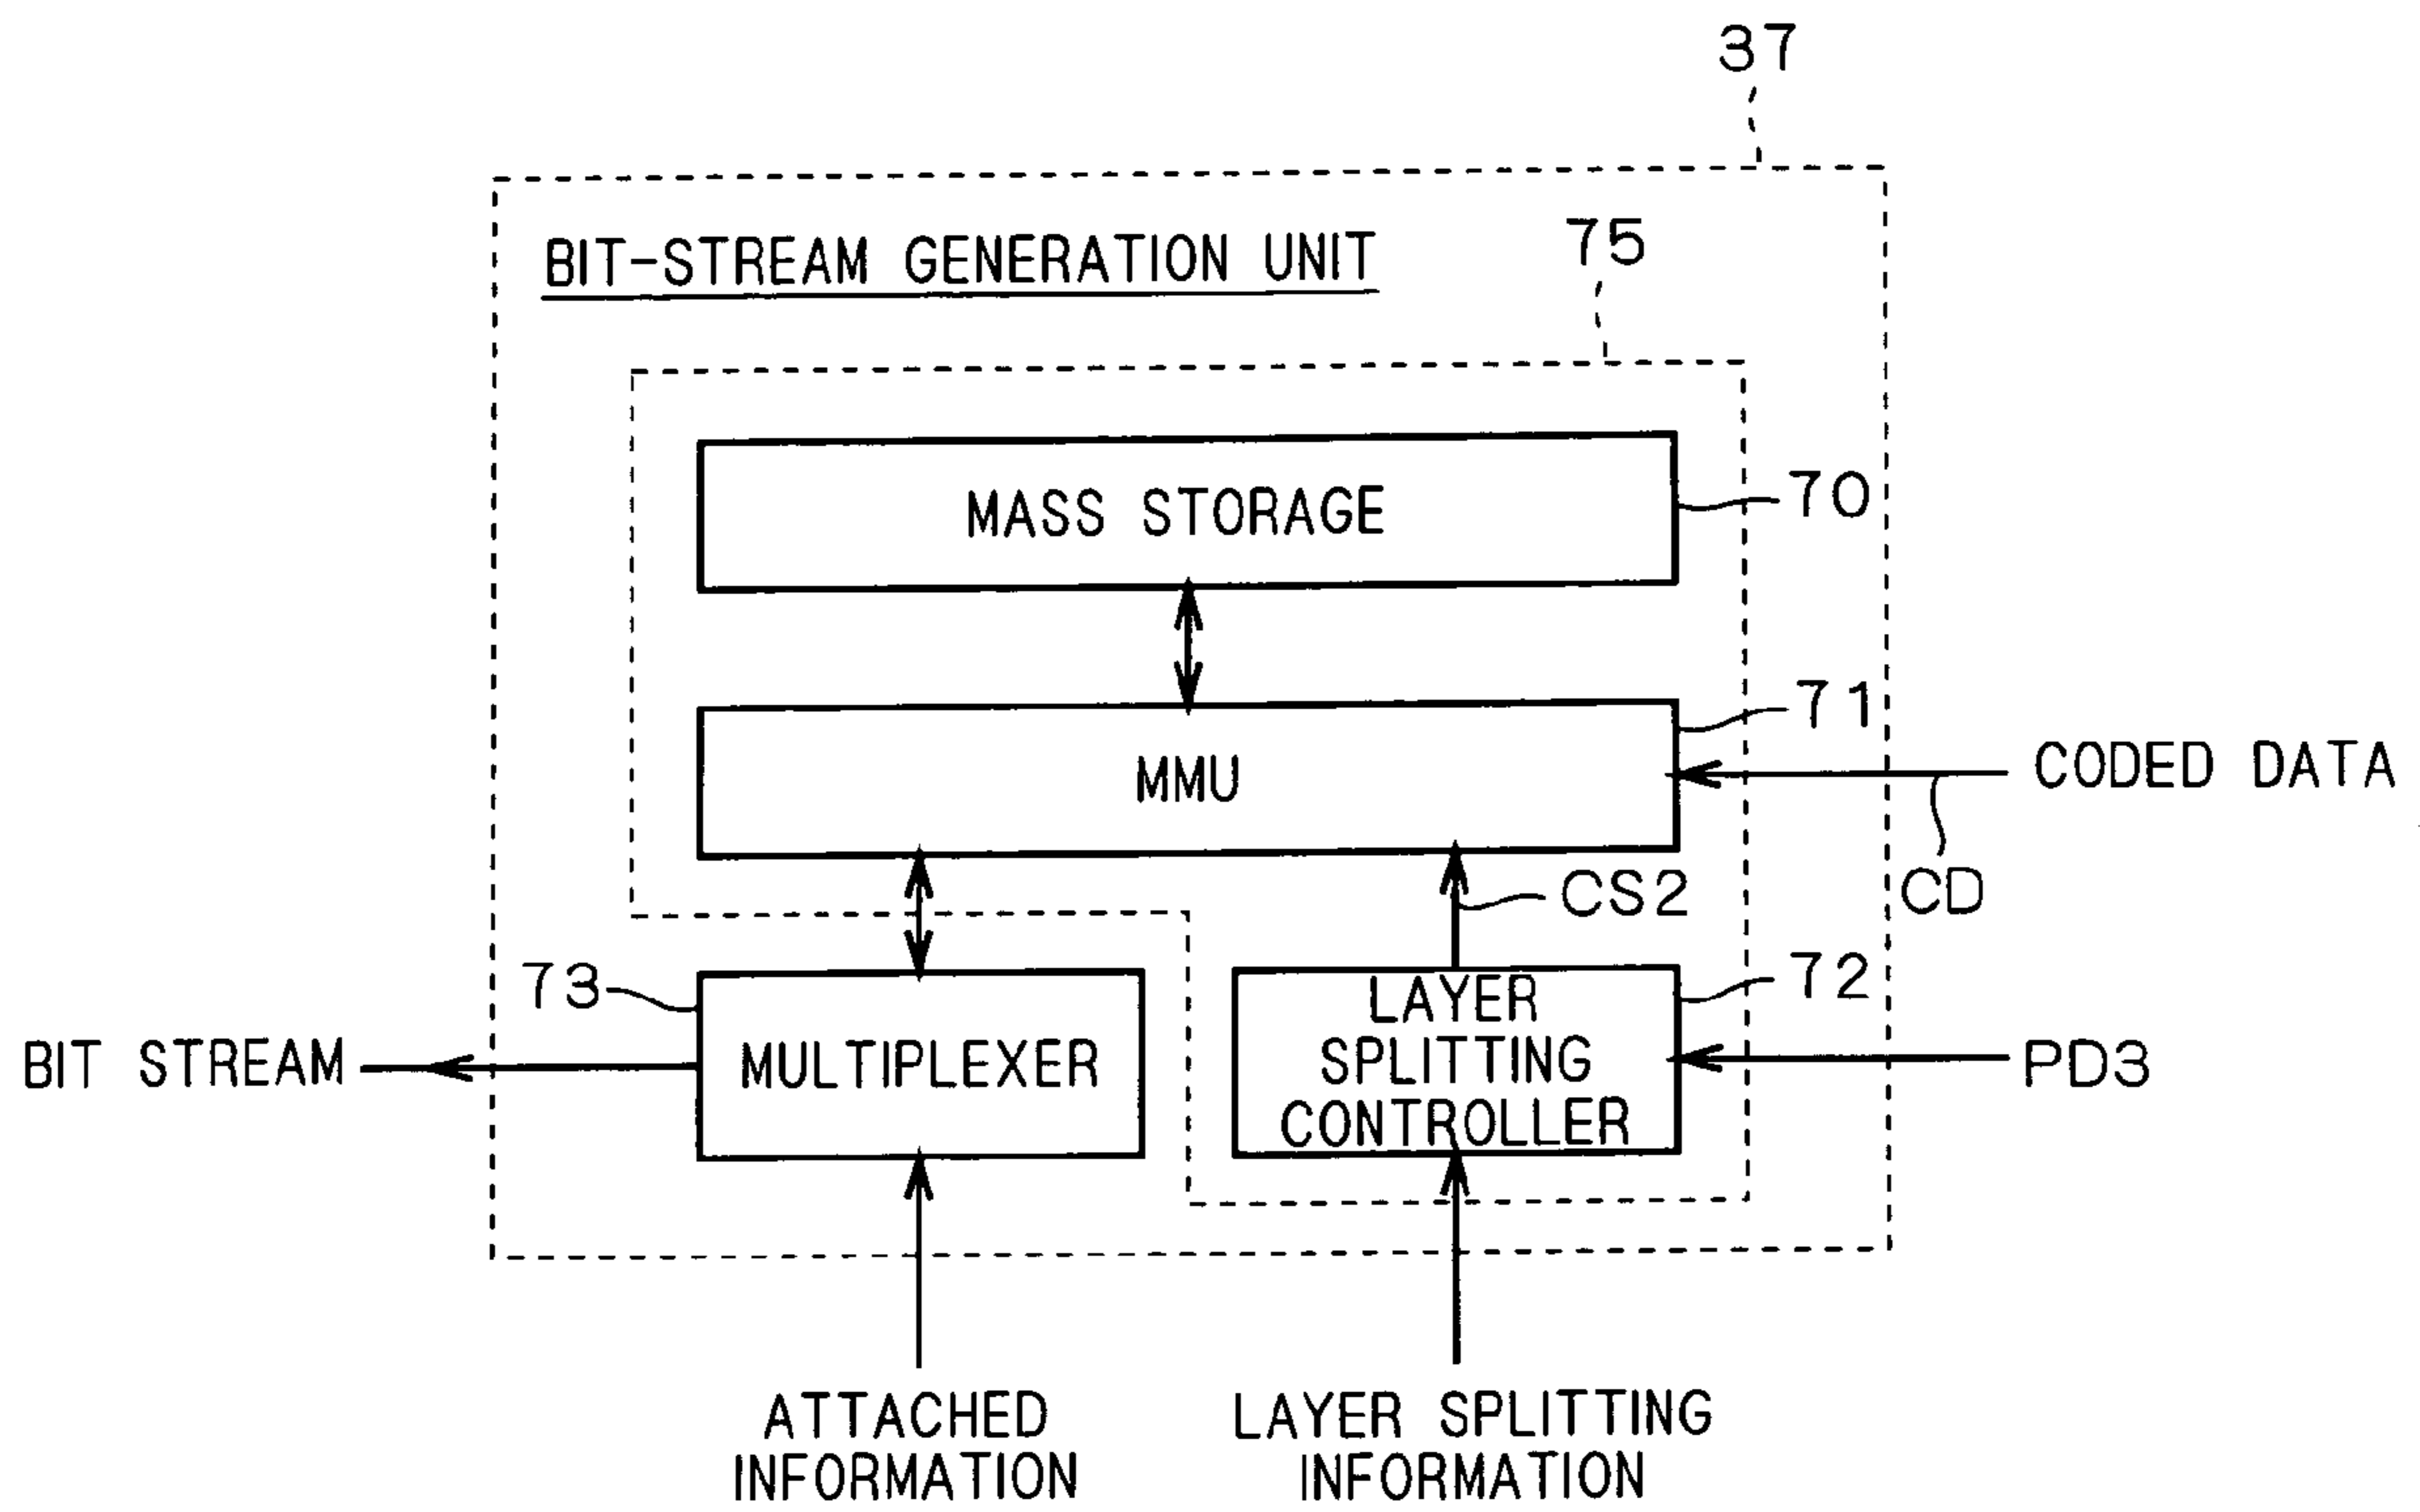 37
BIT-STREAM GENERATION UNIT
75
MASS STORAGE
70
MMU
71
CODED DATA
CD
CS2
73
MULTIPLEXER
BIT STREAM
LAYER
SPLITTING
CONTROLLER
72
PD3
ATTACHED
INFORMATION
LAYER SPLITTING
INFORMATION